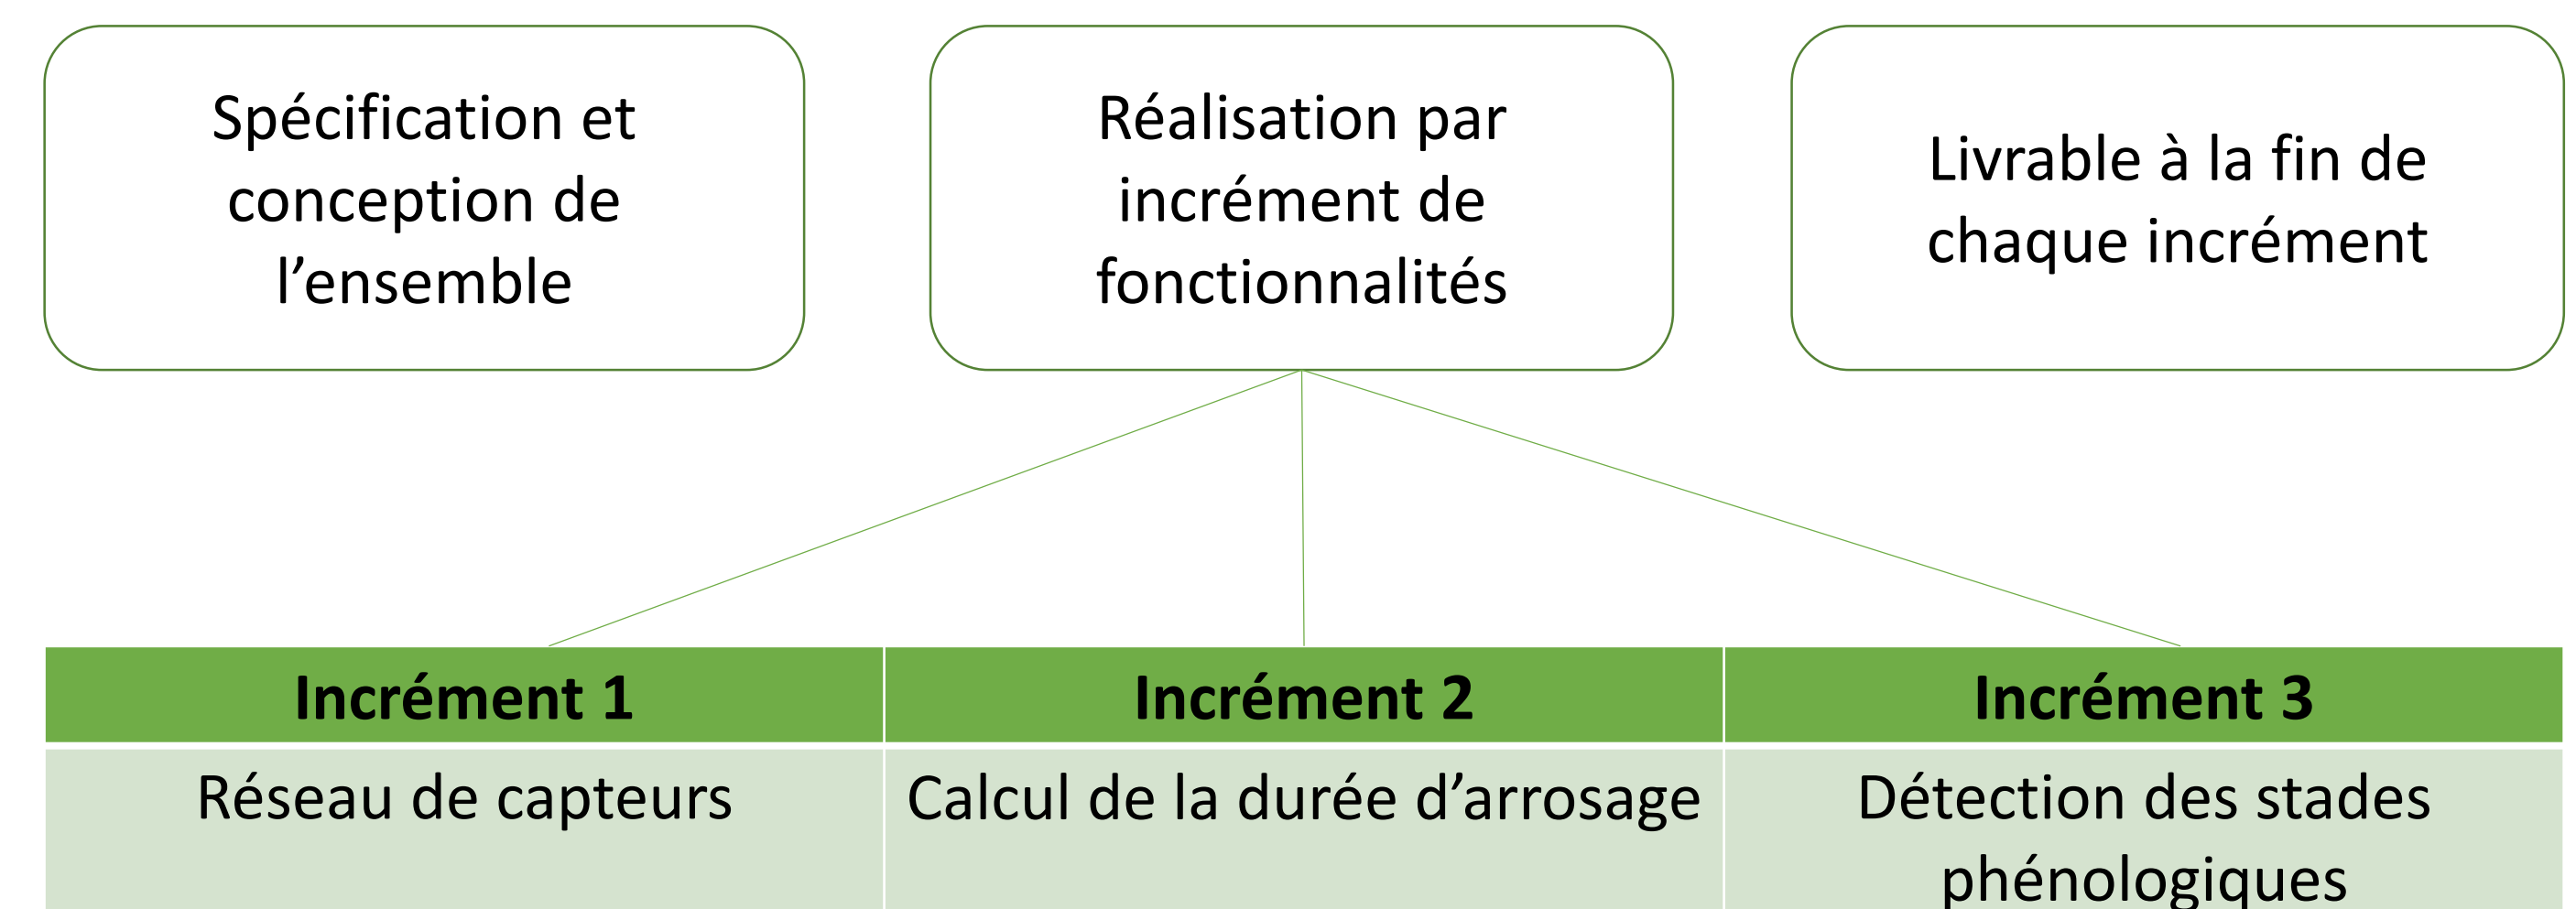 Spécification et
conception de
l’ensemble
Réalisation par
incrément de
fonctionnalités
Livrable à la fin de
chaque incrément
Incrément 1
Incrément 2
Incrément 3
Réseau de capteurs
Calcul de la durée d’arrosage
Détection des stades
phénologiques